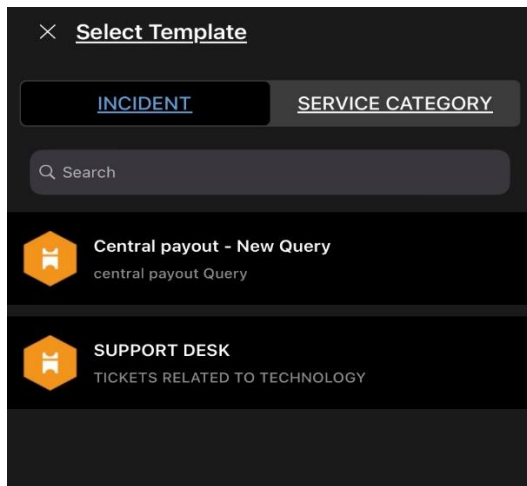 Select Template
INCIDENT
SERVICE CATEGORY
Search
Central payout - New Query
central payout Query
SUPPORT DESK
TICKETS RELATED TO TECHNOLOGY